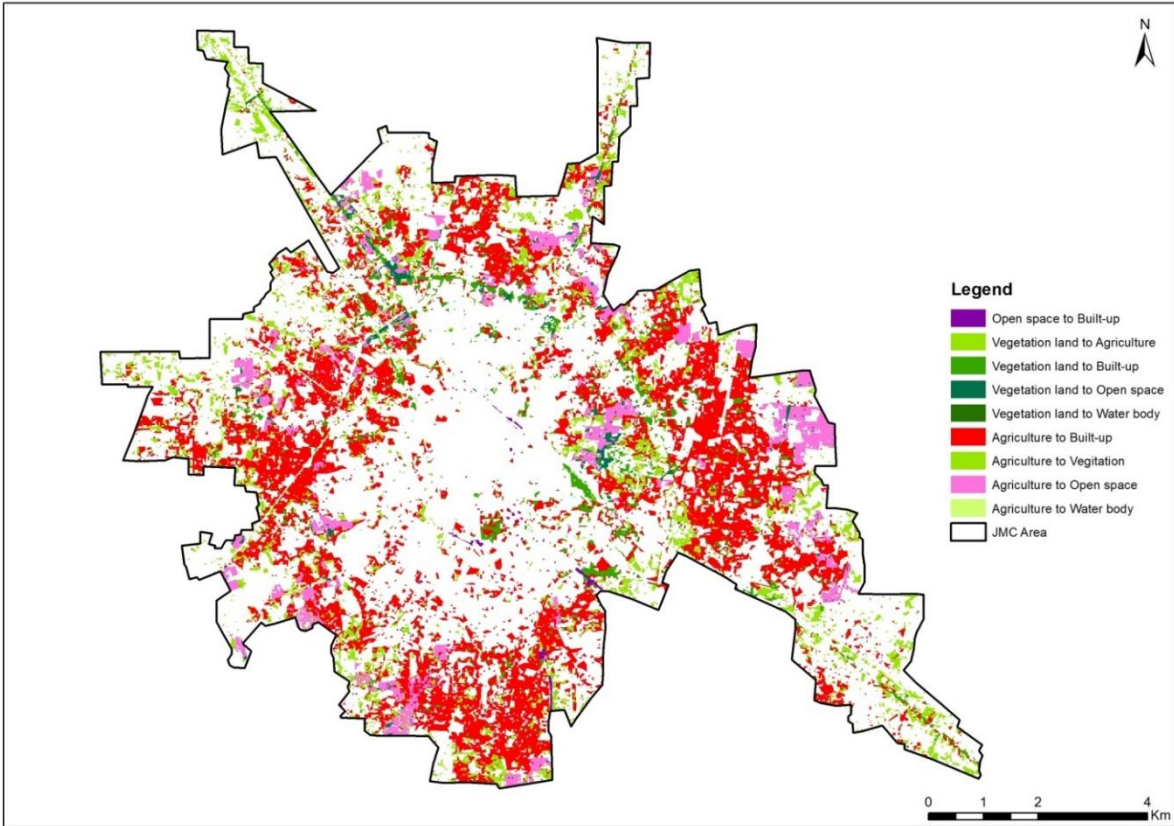 N
Legend
Open space to Built-up
Vegetation land to Agriculture
Vegetation land to Built-up
Vegetation land to Open space
Vegetation land to Water body
Agriculture to Built-up
Agriculture to Vegitation
Agriculture to Open space
Agriculture to Water body
JMC Area
0 1 2 4
Km